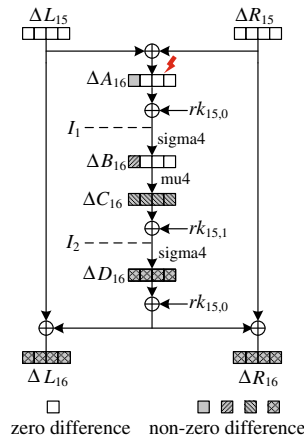 ΔL₁₅ ΔR₁₅
ΔA₁₆
rk₁₅,₀
I₁
sigma4
ΔB₁₆
mu4
ΔC₁₆
rk₁₅,₁
I₂
sigma4
ΔD₁₆
rk₁₅,₀
ΔL₁₆ ΔR₁₆
zero difference non-zero difference